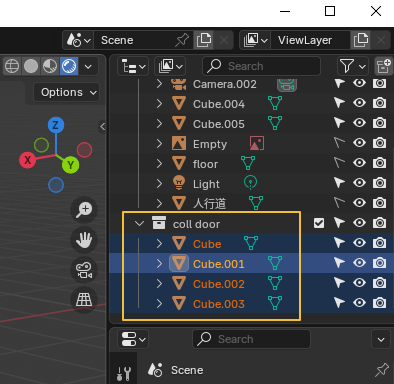 Scene
ViewLayer
Options
Z
X
Y
Camera.002
Cube.004
Cube.005
Empty
floor
Light
人行道
coll door
Cube
Cube.001
Cube.002
Cube.003
Search
Scene